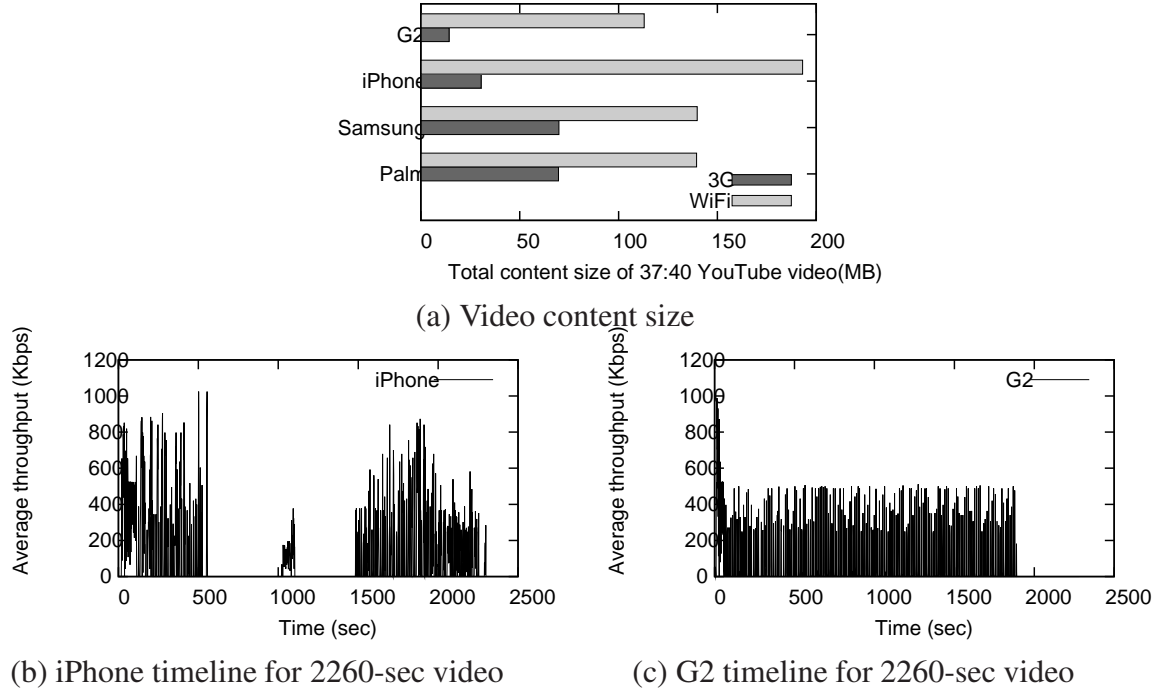 G2
iPhone
Samsung
Palm
3G
WiFi
0 50 100 150 200
Total content size of 37:40 YouTube video(MB)
(a) Video content size
Average throughput (Kbps)
1200
1000
800
600
400
200
0
iPhone
0 500 1000 1500 2000 2500
Time (sec)
(b) iPhone timeline for 2260-sec video
Average throughput (Kbps)
1200
1000
800
600
400
200
0
G2
0 500 1000 1500 2000 2500
Time (sec)
(c) G2 timeline for 2260-sec video